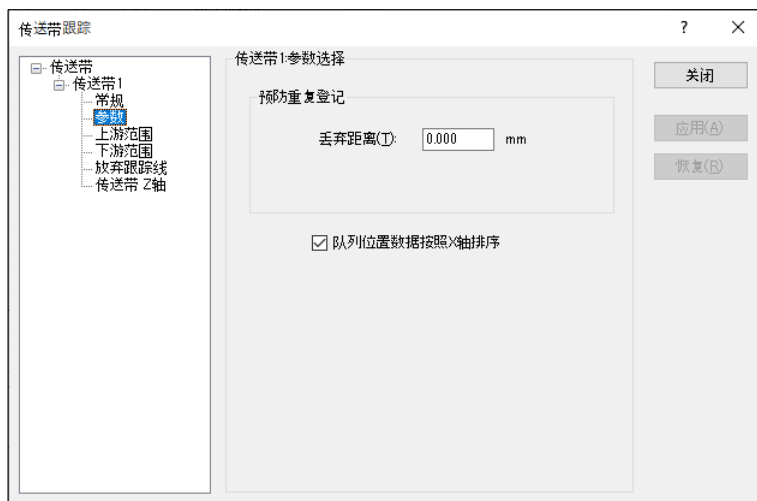 传送带跟踪
?
传送带
传送带1
常规
参数
上游范围
下游范围
放弃跟踪线
传送带 Z轴
传送带1:参数选择
预防重复登记
丢弃距离(T): 0.000 mm
队列位置数据按照X轴排序
关闭
应用(A)
恢复(R)